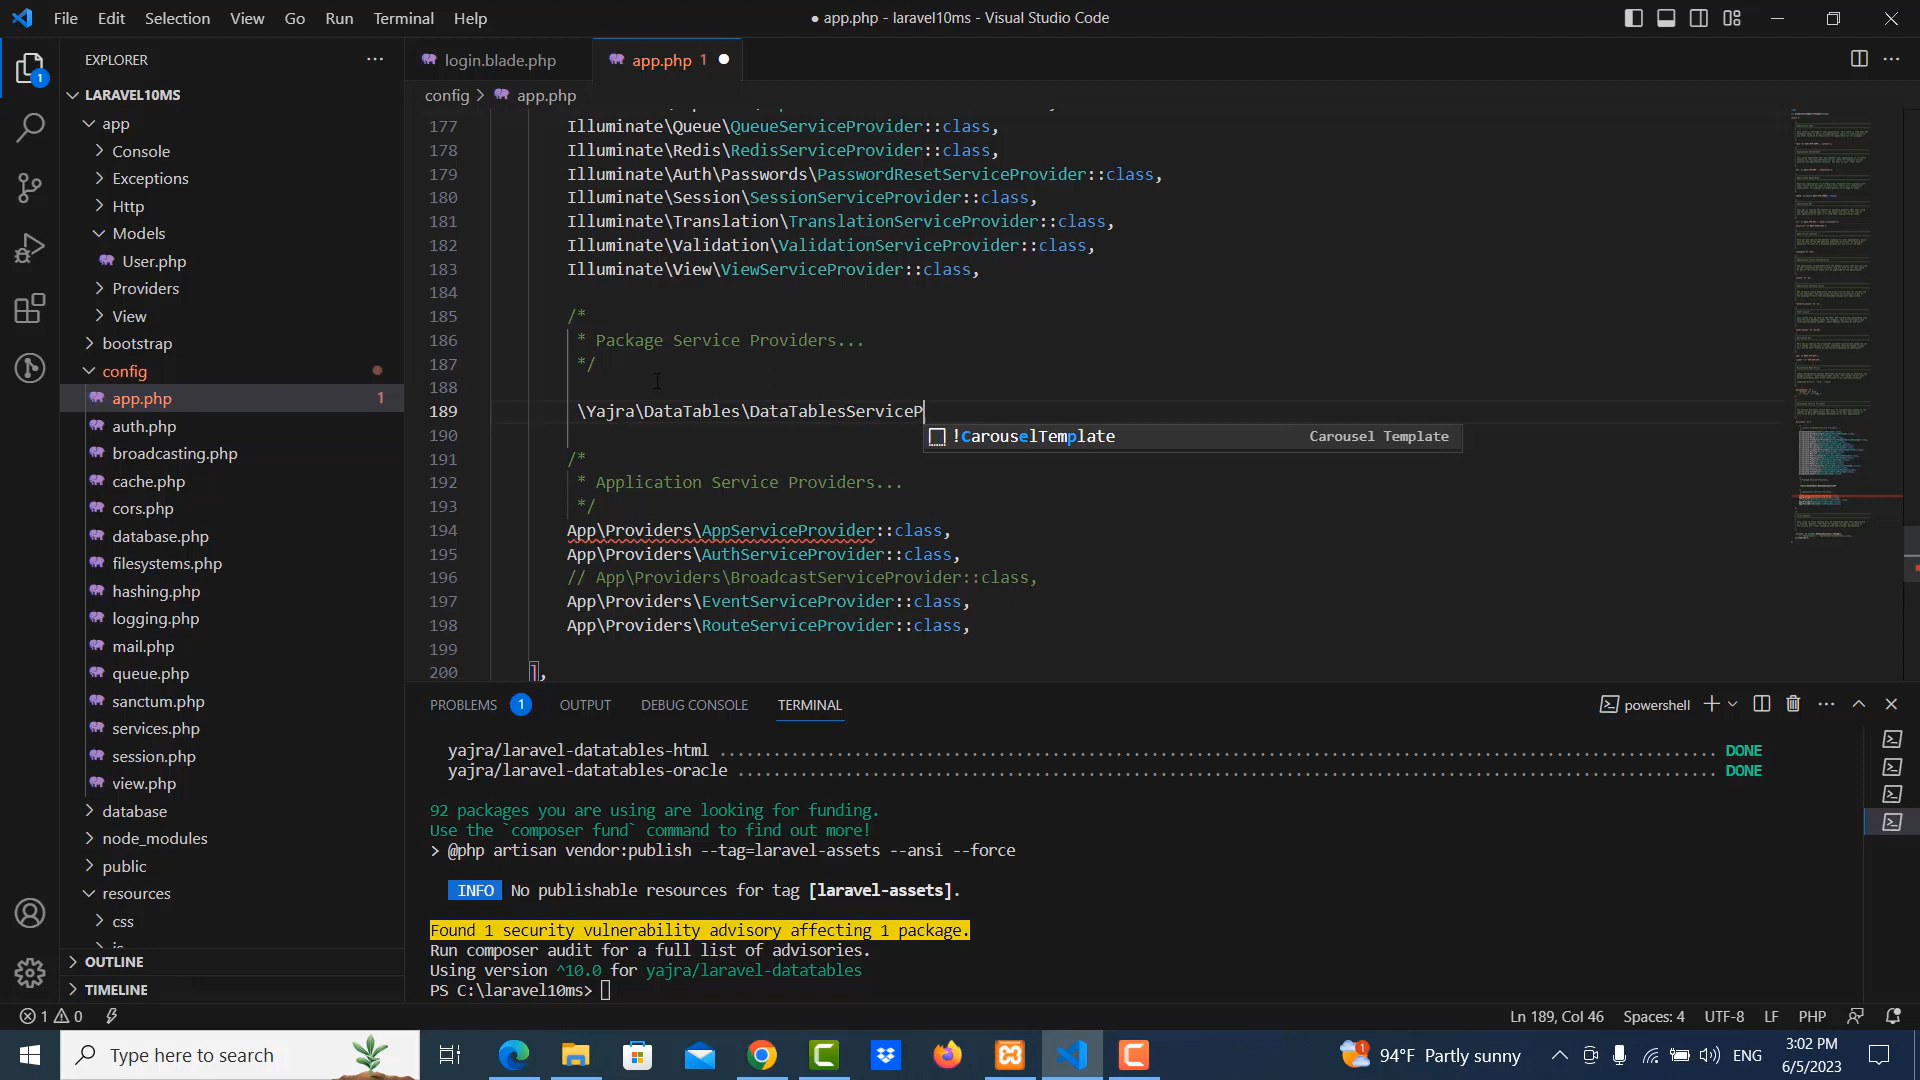 File Edit Selection View Go Run Terminal Help
● app.php - laravel10ms - Visual Studio Code
EXPLORER
LARAVEL10MS
app
Console
Exceptions
Http
Models
User.php
Providers
View
bootstrap
config
app.php 1
auth.php
broadcasting.php
cache.php
cors.php
database.php
filesystems.php
hashing.php
logging.php
mail.php
queue.php
sanctum.php
services.php
session.php
view.php
database
node_modules
public
resources
css
OUTLINE
TIMELINE
login.blade.php
app.php 1
config > app.php
177 Illuminate\Queue\QueueServiceProvider::class,
178 Illuminate\Redis\RedisServiceProvider::class,
179 Illuminate\Auth\Passwords\PasswordResetServiceProvider::class,
180 Illuminate\Session\SessionServiceProvider::class,
181 Illuminate\Translation\TranslationServiceProvider::class,
182 Illuminate\Validation\ValidationServiceProvider::class,
183 Illuminate\View\ViewServiceProvider::class,
184
185 /*
186 * Package Service Providers...
187 */
188
189 \Yajra\DataTables\DataTablesServiceP
190
!CarouselTemplate Carousel Template
191 /*
192 * Application Service Providers...
193 */
194 App\Providers\AppServiceProvider::class,
195 App\Providers\AuthServiceProvider::class,
196 // App\Providers\BroadcastServiceProvider::class,
197 App\Providers\EventServiceProvider::class,
198 App\Providers\RouteServiceProvider::class,
199
200 ],
PROBLEMS 1 OUTPUT DEBUG CONSOLE TERMINAL
powershell
yajra/laravel-datatables-html ........ DONE
yajra/laravel-datatables-oracle ........ DONE
92 packages you are using are looking for funding.
Use the `composer fund` command to find out more!
> @php artisan vendor:publish --tag=laravel-assets --ansi --force
INFO No publishable resources for tag [laravel-assets].
Found 1 security vulnerability advisory affecting 1 package.
Run composer audit for a full list of advisories.
Using version ^10.0 for yajra/laravel-datatables
PS C:\laravel10ms>
1 0
Ln 189, Col 46 Spaces: 4 UTF-8 LF PHP
Type here to search
94°F Partly sunny
ENG
3:02 PM
6/5/2023